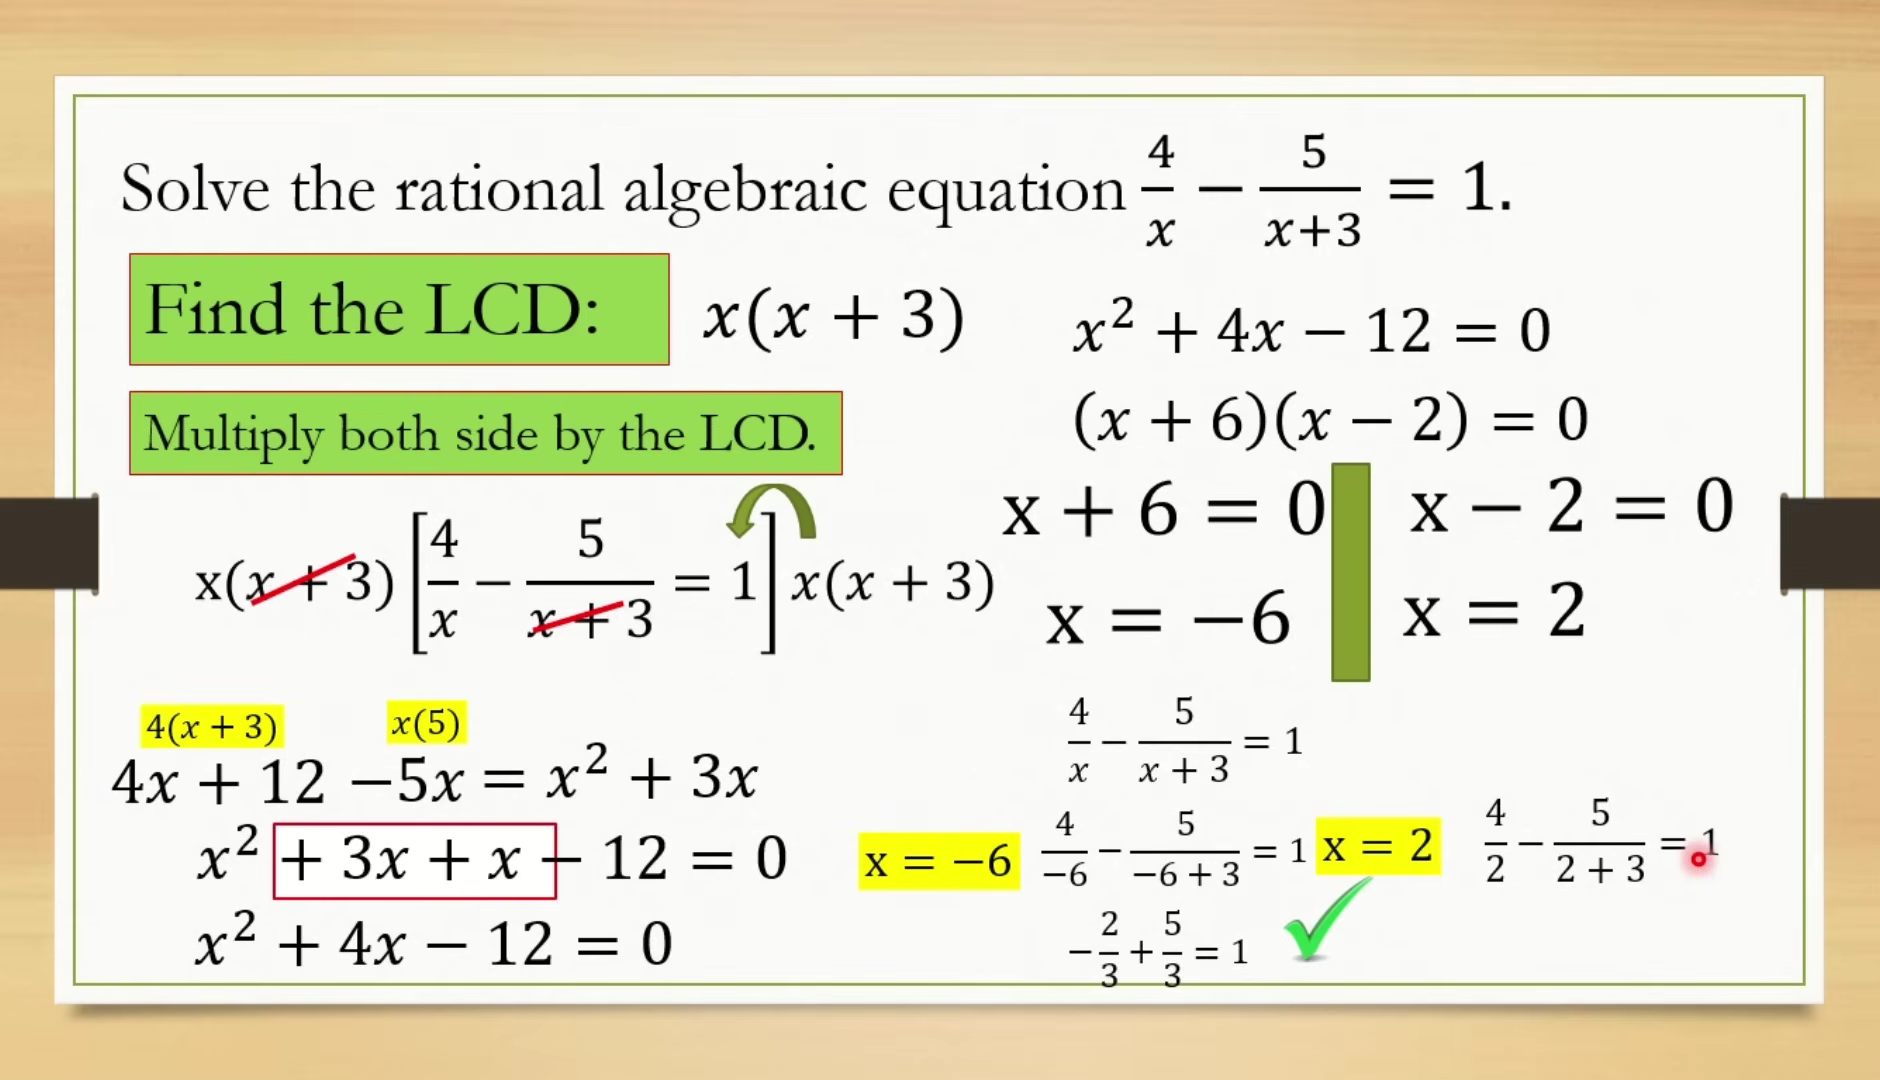 Solve the rational algebraic equation 4/x − 5/(x+3) = 1.
Find the LCD:
x(x + 3)
Multiply both side by the LCD.
x(x + 3) [4/x − 5/(x + 3) = 1] x(x + 3)
4(x + 3)
x(5)
4x + 12 −5x = x² + 3x
x² + 3x + x − 12 = 0
x² + 4x − 12 = 0
x² + 4x − 12 = 0
(x + 6)(x − 2) = 0
x + 6 = 0
x − 2 = 0
x = −6
x = 2
4/x − 5/(x + 3) = 1
x = −6
4/−6 − 5/(−6 + 3) = 1
−2/3 + 5/3 = 1
x = 2
4/2 − 5/(2 + 3) = 1